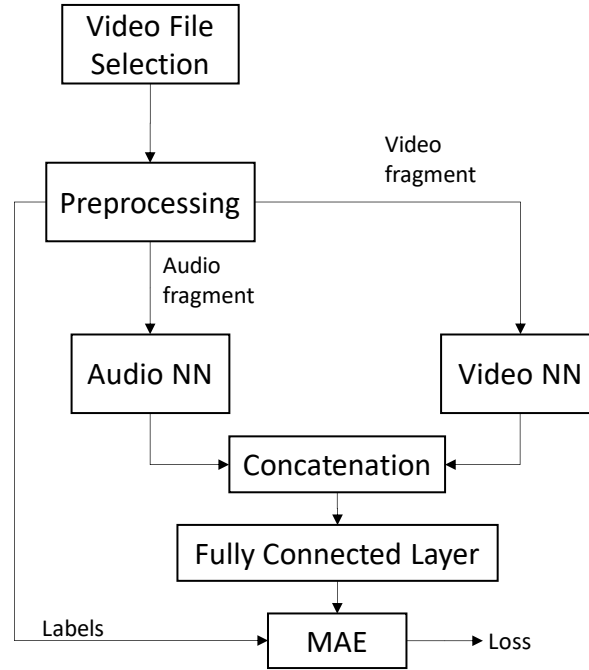 Video File
Selection
Video
fragment
Preprocessing
Audio
fragment
Audio NN
Video NN
Concatenation
Fully Connected Layer
Labels
MAE
Loss